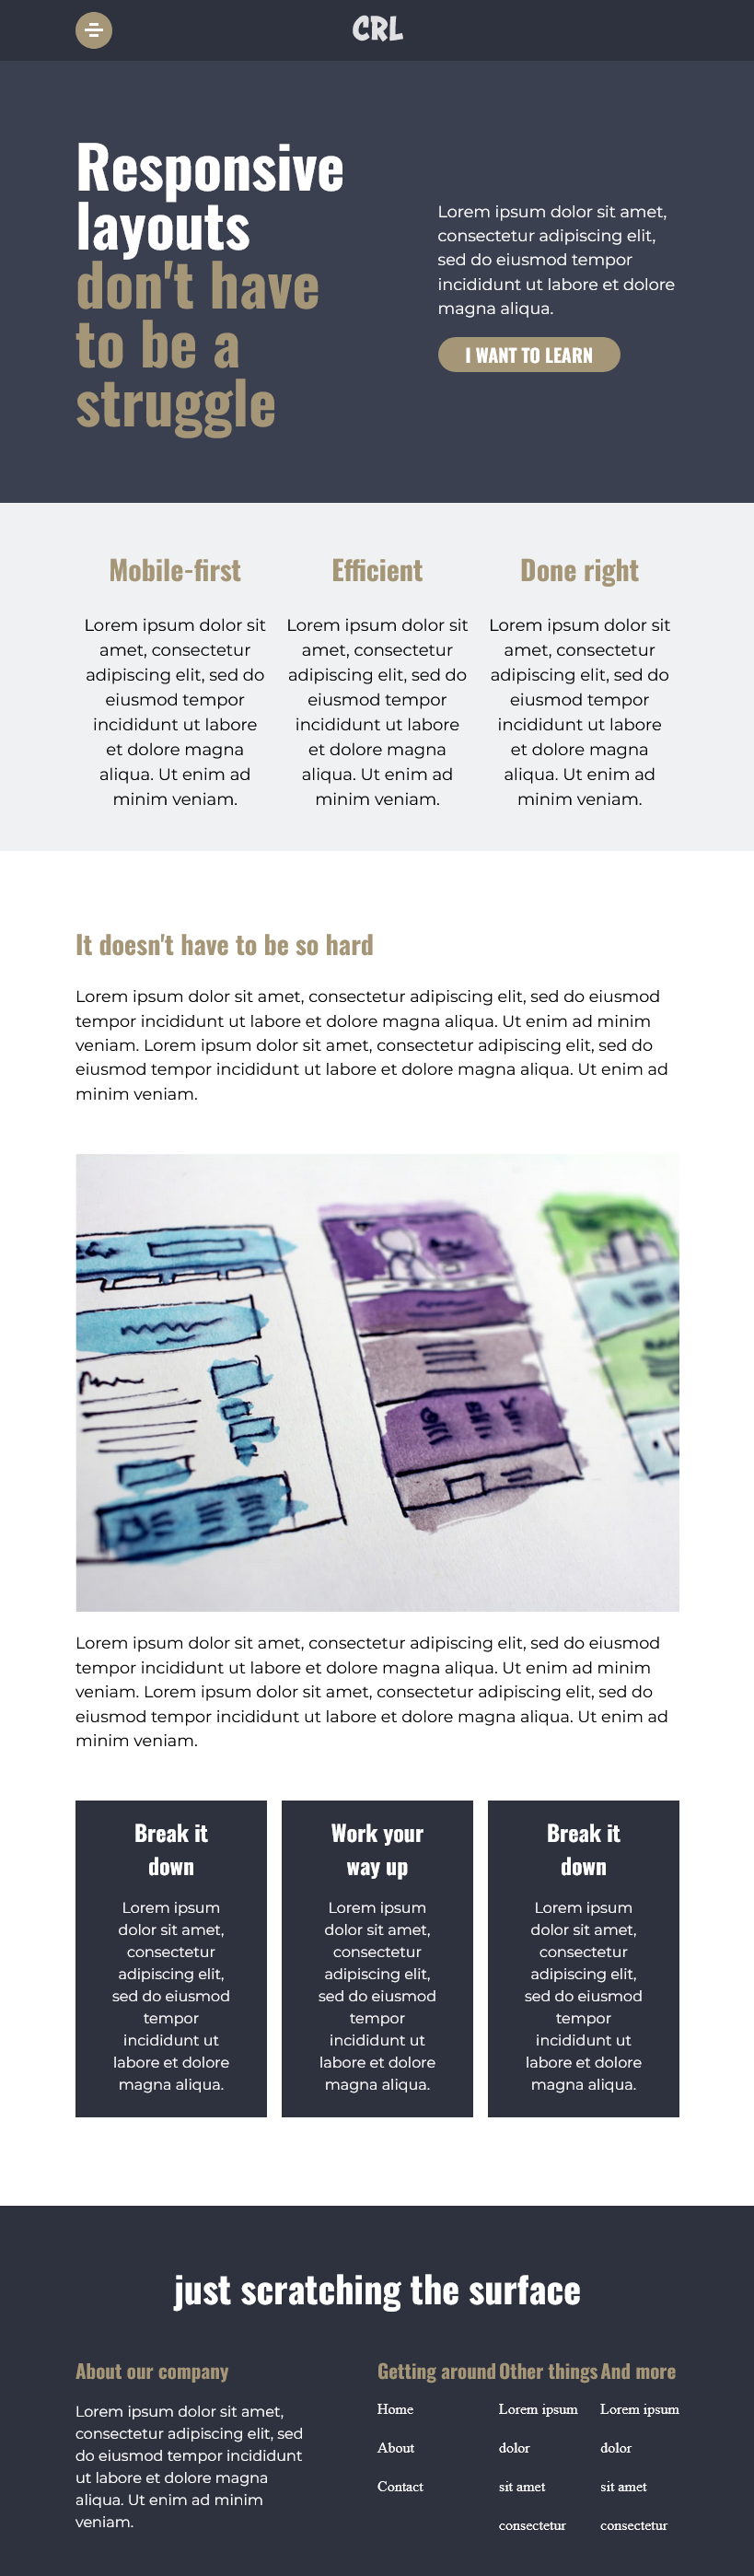 CRL
Responsive
layouts
don't have
to be a
struggle
Lorem ipsum dolor sit amet,
consectetur adipiscing elit,
sed do eiusmod tempor
incididunt ut labore et dolore
magna aliqua.
I WANT TO LEARN
Mobile-first
Lorem ipsum dolor sit
amet, consectetur
adipiscing elit, sed do
eiusmod tempor
incididunt ut labore
et dolore magna
aliqua. Ut enim ad
minim veniam.
Efficient
Lorem ipsum dolor sit
amet, consectetur
adipiscing elit, sed do
eiusmod tempor
incididunt ut labore
et dolore magna
aliqua. Ut enim ad
minim veniam.
Done right
Lorem ipsum dolor sit
amet, consectetur
adipiscing elit, sed do
eiusmod tempor
incididunt ut labore
et dolore magna
aliqua. Ut enim ad
minim veniam.
It doesn't have to be so hard
Lorem ipsum dolor sit amet, consectetur adipiscing elit, sed do eiusmod
tempor incididunt ut labore et dolore magna aliqua. Ut enim ad minim
veniam. Lorem ipsum dolor sit amet, consectetur adipiscing elit, sed do
eiusmod tempor incididunt ut labore et dolore magna aliqua. Ut enim ad
minim veniam.
Lorem ipsum dolor sit amet, consectetur adipiscing elit, sed do eiusmod
tempor incididunt ut labore et dolore magna aliqua. Ut enim ad minim
veniam. Lorem ipsum dolor sit amet, consectetur adipiscing elit, sed do
eiusmod tempor incididunt ut labore et dolore magna aliqua. Ut enim ad
minim veniam.
Break it
down
Lorem ipsum
dolor sit amet,
consectetur
adipiscing elit,
sed do eiusmod
tempor
incididunt ut
labore et dolore
magna aliqua.
Work your
way up
Lorem ipsum
dolor sit amet,
consectetur
adipiscing elit,
sed do eiusmod
tempor
incididunt ut
labore et dolore
magna aliqua.
Break it
down
Lorem ipsum
dolor sit amet,
consectetur
adipiscing elit,
sed do eiusmod
tempor
incididunt ut
labore et dolore
magna aliqua.
just scratching the surface
About our company
Lorem ipsum dolor sit amet,
consectetur adipiscing elit, sed
do eiusmod tempor incididunt
ut labore et dolore magna
aliqua. Ut enim ad minim
veniam.
Getting around
Home
About
Contact
Other things
Lorem ipsum
dolor
sit amet
consectetur
And more
Lorem ipsum
dolor
sit amet
consectetur